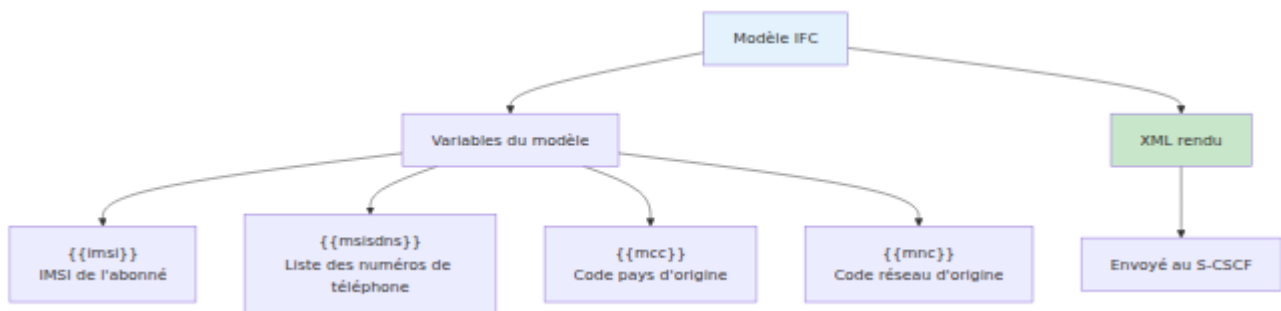 Modèle IFC
Variables du modèle
XML rendu
{{imsi}}
IMSI de l'abonné
{{msisdns}}
Liste des numéros de
téléphone
{{mcc}}
Code pays d'origine
{{mnc}}
Code réseau d'origine
Envoyé au S-CSCF